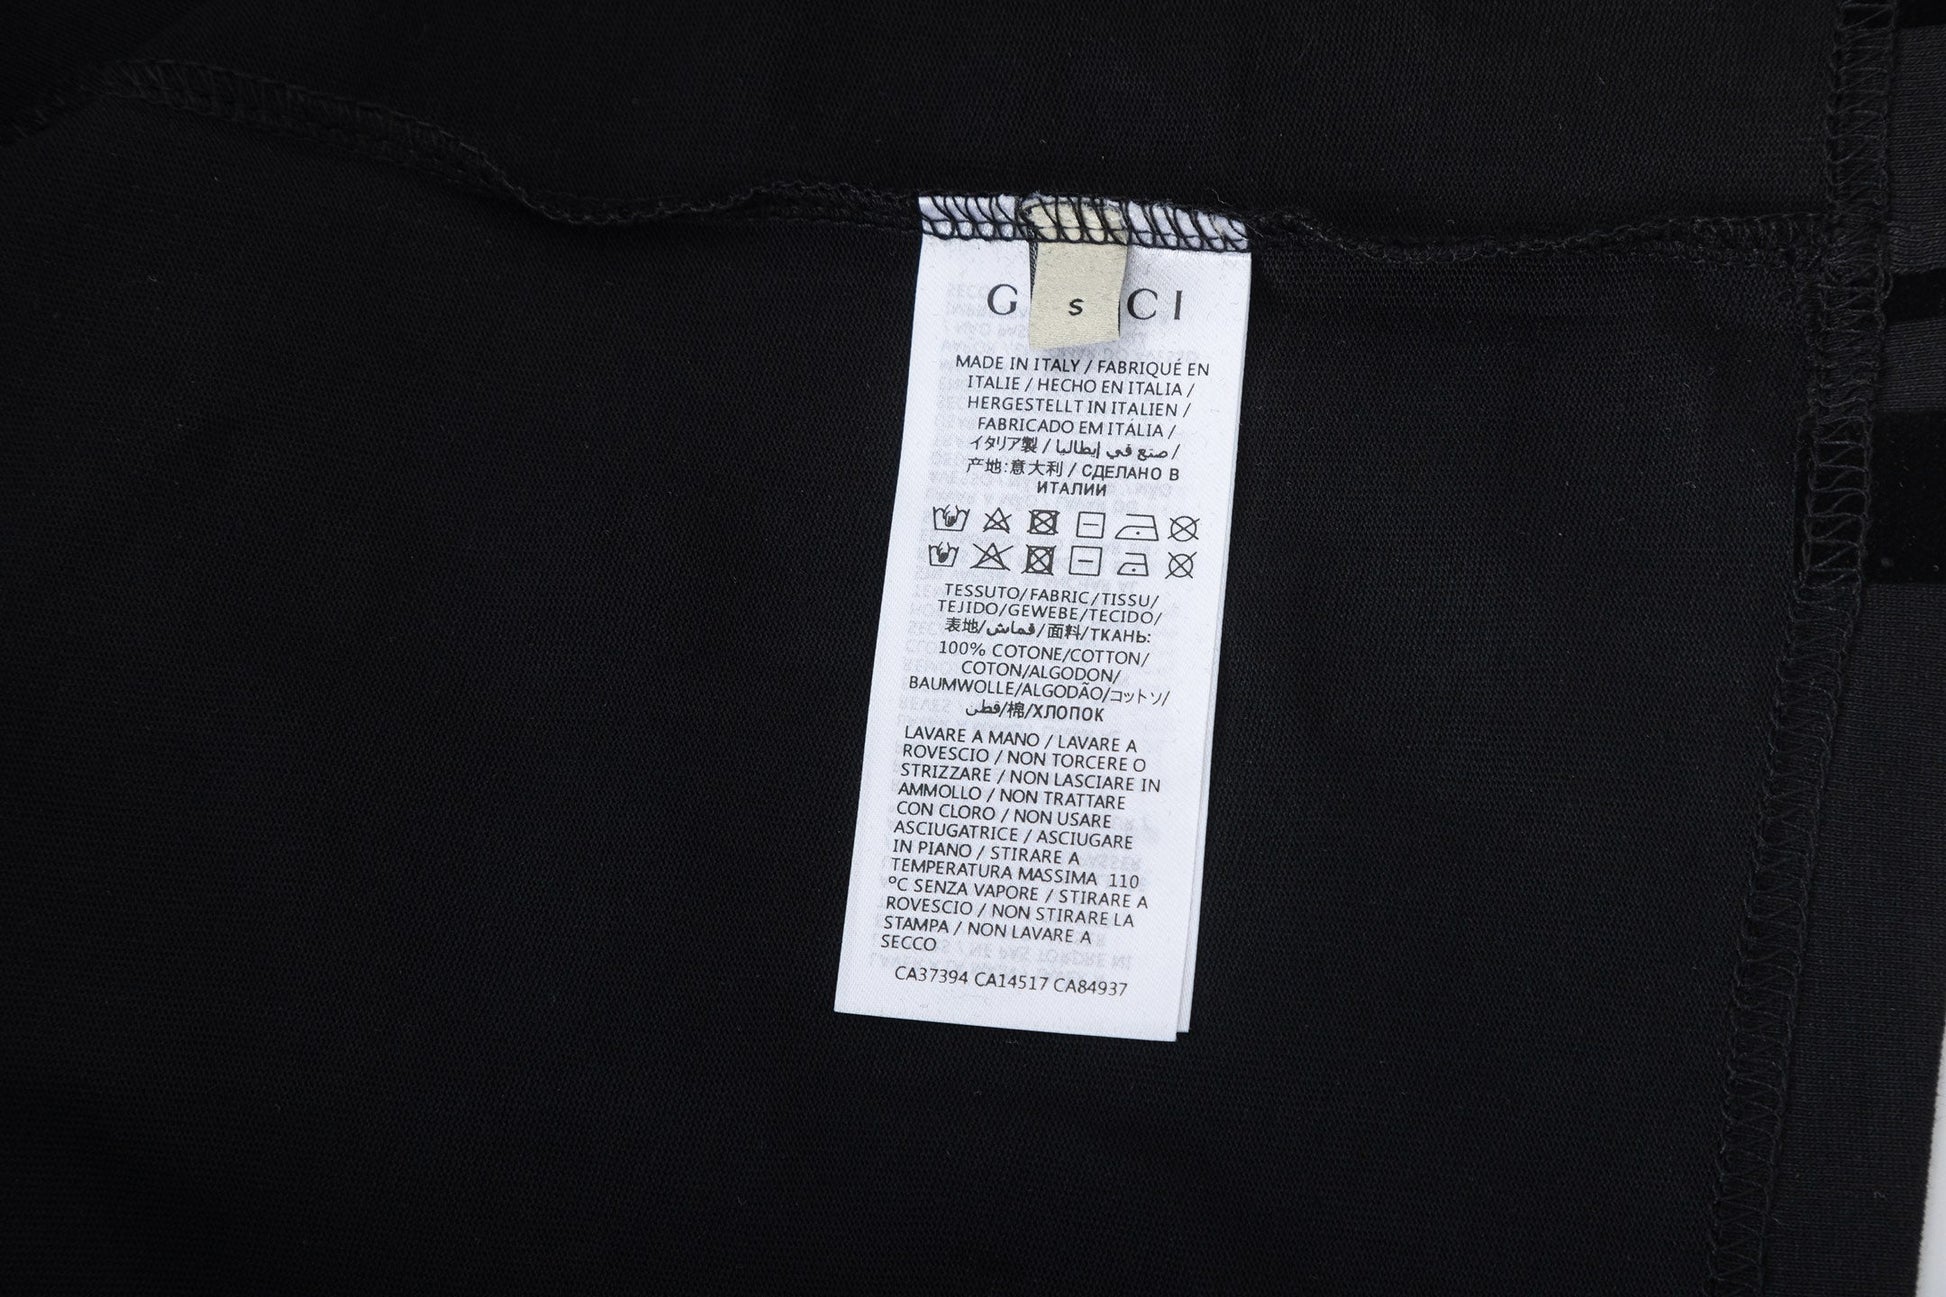 G CI
S
MADE IN ITALY / FABRIQUÉ EN
ITALIE / HECHO EN ITALIA /
HERGESTELLT IN ITALIEN /
FABRICADO EM ITÁLIA /
イタリア製 / صنع في إيطاليا /
产地:意大利 / СДЕЛАНО В
ИТАЛИИ
TESSUTO/FABRIC/TISSU/
TEJIDO/GEWEBE/TECIDO/
表地/قماش/面料/ТКАНЬ:
100% COTONE/COTTON/
COTON/ALGODON/
BAUMWOLLE/ALGODÃO/コットソ/
قطن/棉/ХЛОПОК
LAVARE A MANO / LAVARE A
ROVESCIO / NON TORCERE O
STRIZZARE / NON LASCIARE IN
AMMOLLO / NON TRATTARE
CON CLORO / NON USARE
ASCIUGATRICE / ASCIUGARE
IN PIANO / STIRARE A
TEMPERATURA MASSIMA 110
ºC SENZA VAPORE / STIRARE A
ROVESCIO / NON STIRARE LA
STAMPA / NON LAVARE A
SECCO
CA37394 CA14517 CA84937